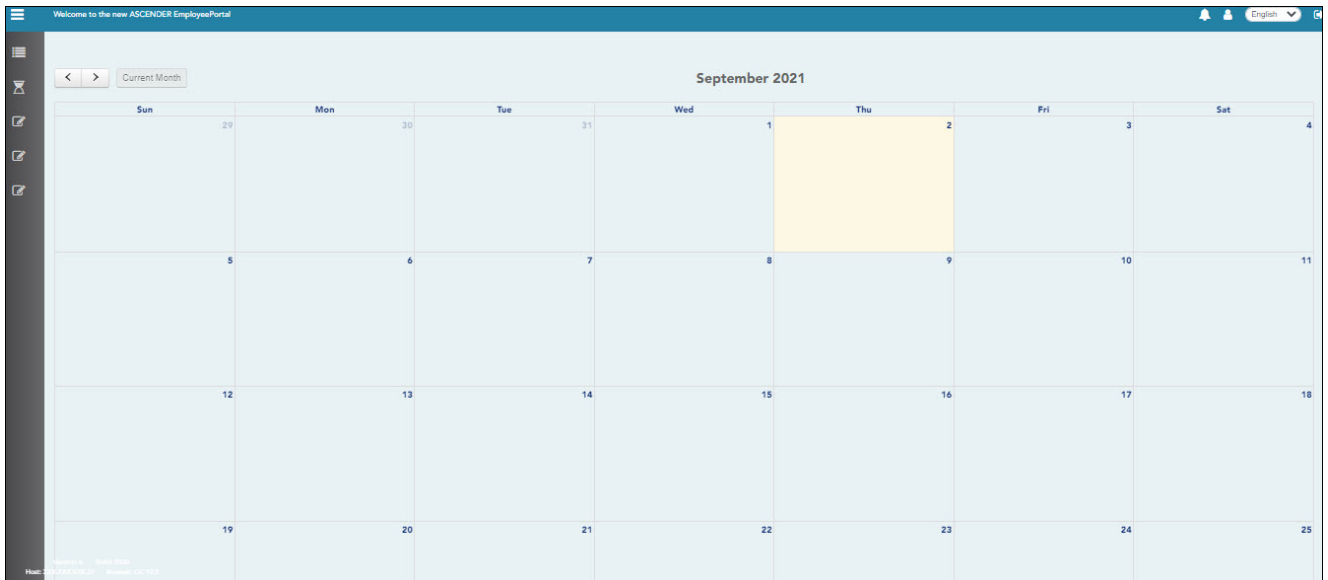 Welcome to the new ASCENDER EmployeePortal English
Current Month September 2021
Sun Mon Tue Wed Thu Fri Sat
29 30 31 1 2 3 4
5 6 7 8 9 10 11
12 13 14 15 16 17 18
19 20 21 22 23 24 25
Host: